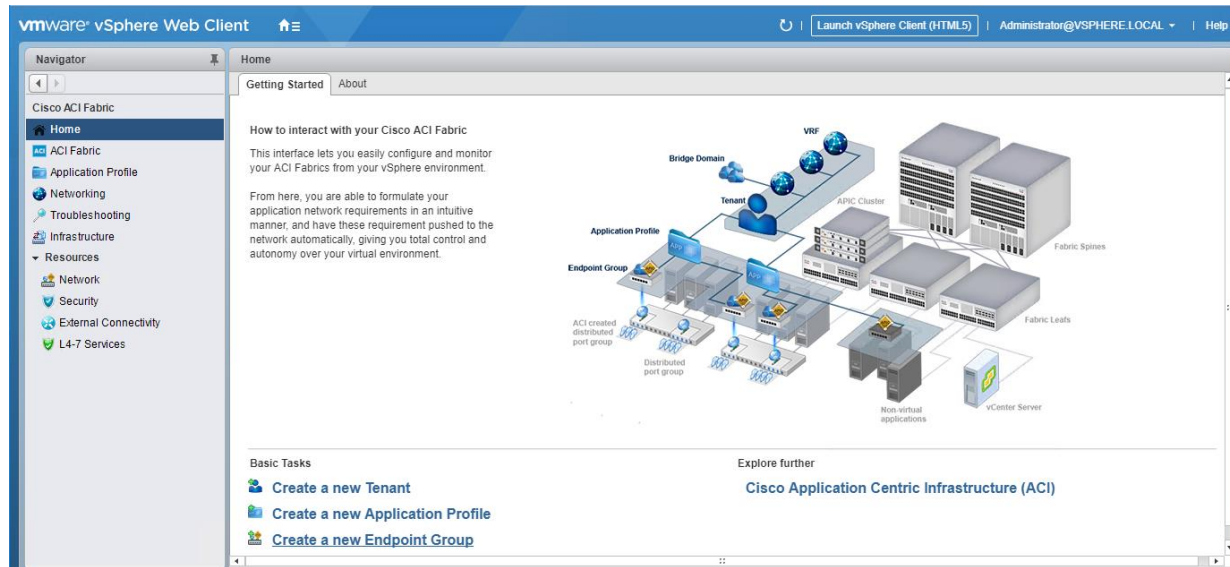 vmware® vSphere Web Client
Launch vSphere Client (HTML5) | Administrator@VSPHERE.LOCAL | Help
Navigator
Cisco ACI Fabric
Home
ACI ACI Fabric
Application Profile
Networking
Troubleshooting
Infrastructure
Resources
Network
Security
External Connectivity
L4-7 Services
Home
Getting Started About
How to interact with your Cisco ACI Fabric
This interface lets you easily configure and monitor
your ACI Fabrics from your vSphere environment.
From here, you are able to formulate your
application network requirements in an intuitive
manner, and have these requirement pushed to the
network automatically, giving you total control and
autonomy over your virtual environment.
VRF
Bridge Domain
Tenant
APIC Cluster
Application Profile
APP
APP
Fabric Spines
Endpoint Group
ACI created
distributed
port group
Distributed
port group
Fabric Leafs
Non-virtual
applications
vCenter Server
Basic Tasks
Create a new Tenant
Create a new Application Profile
Create a new Endpoint Group
Explore further
Cisco Application Centric Infrastructure (ACI)